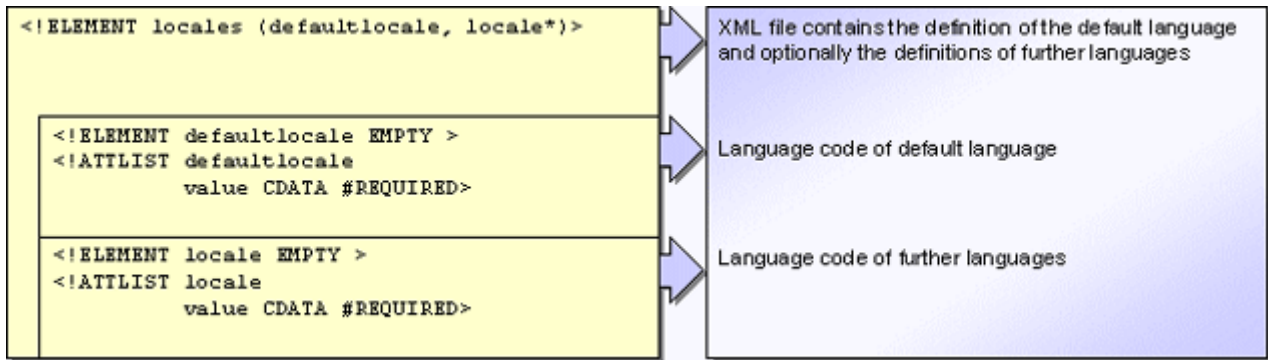 <!ELEMENT locales (defaultlocale, locale*)>
XML file contains the definition of the default language
and optionally the definitions of further languages
<!ELEMENT defaultlocale EMPTY >
<!ATTLIST defaultlocale
value CDATA #REQUIRED>
Language code of default language
<!ELEMENT locale EMPTY >
<!ATTLIST locale
value CDATA #REQUIRED>
Language code of further languages